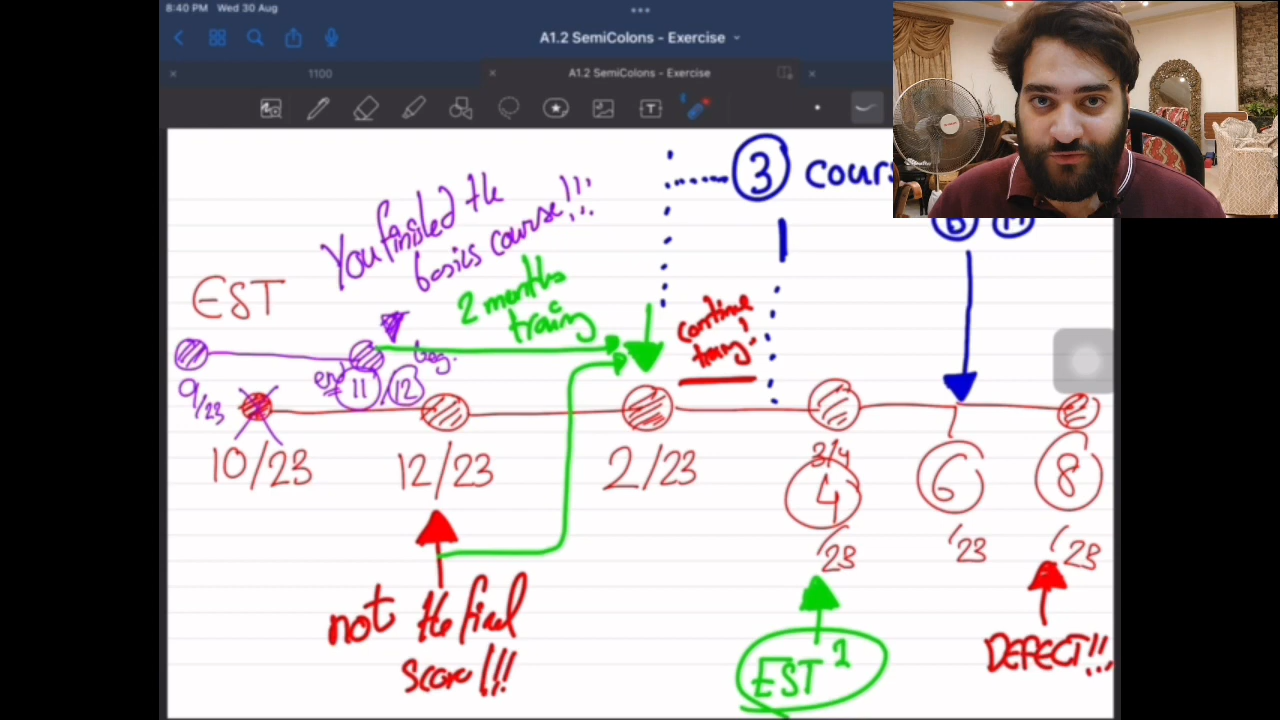 8:40 PM Wed 30 Aug
A1.2 SemiColons - Exercise
1100
A1.2 SemiColons - Exercise
3 cours
You finished the
basics course!!!
B M
EST
2 months
training
continue
beg.
end 11 12
9/23
10/23
12/23
2/23
3/4
4
/23
6
/23
8
/23
not the final
score!!!
EST
DEFECT!!